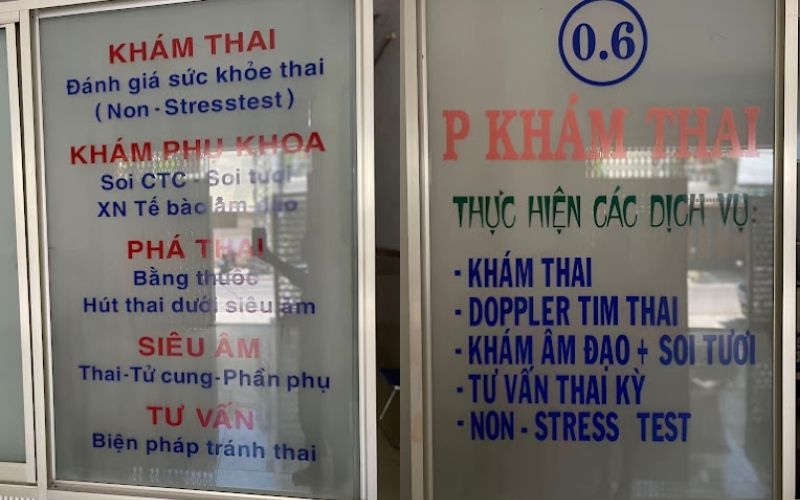 KHÁM THAI
Đánh giá sức khỏe thai
( Non - Stresstest )
KHÁM PHỤ KHOA
Soi CTC - Soi tươi
XN Tế bào âm đạo
PHÁ THAI
Bằng thuốc
Hút thai dưới siêu âm
SIÊU ÂM
Thai-Tử cung-Phần phụ
TƯ VẤN
Biện pháp tránh thai
0.6
P KHÁM THAI
THỰC HIỆN CÁC DỊCH VỤ:
- KHÁM THAI
- DOPPLER TIM THAI
- KHÁM ÂM ĐẠO + SOI TƯƠI
- TƯ VẤN THAI KỲ
- NON - STRESS TEST